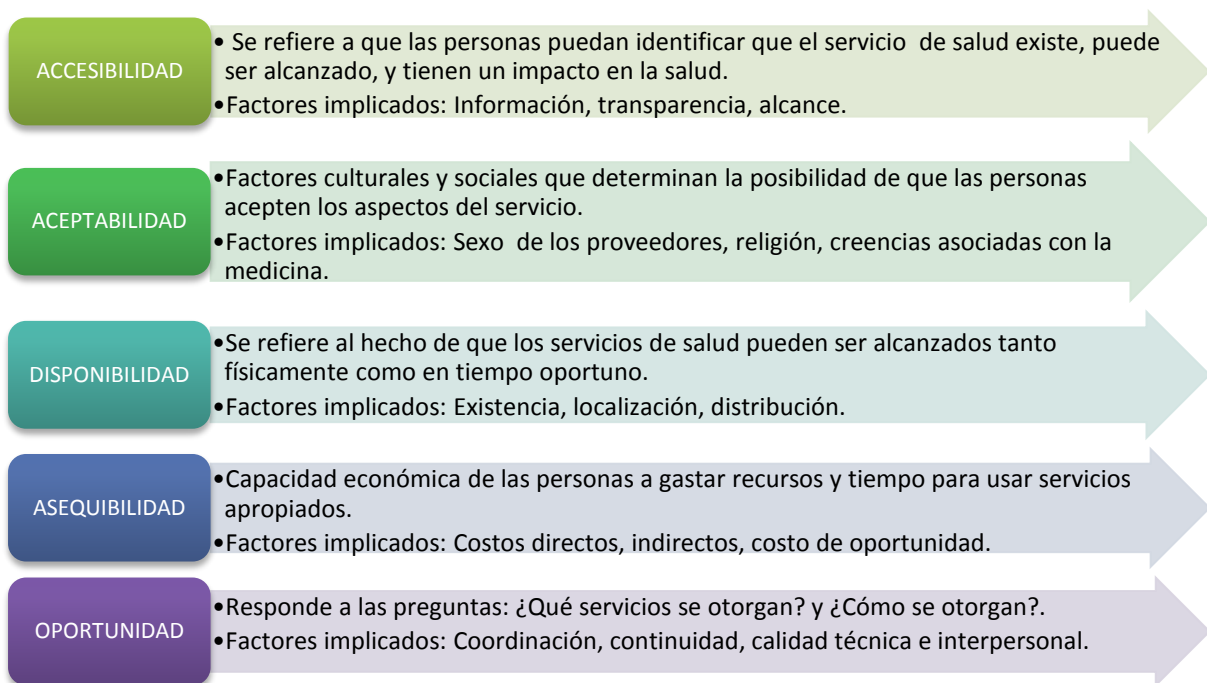 ACCESIBILIDAD
• Se refiere a que las personas puedan identificar que el servicio de salud existe, puede
ser alcanzado, y tienen un impacto en la salud.
•Factores implicados: Información, transparencia, alcance.
ACEPTABILIDAD
•Factores culturales y sociales que determinan la posibilidad de que las personas
acepten los aspectos del servicio.
•Factores implicados: Sexo de los proveedores, religión, creencias asociadas con la
medicina.
DISPONIBILIDAD
•Se refiere al hecho de que los servicios de salud pueden ser alcanzados tanto
físicamente como en tiempo oportuno.
•Factores implicados: Existencia, localización, distribución.
ASEQUIBILIDAD
•Capacidad económica de las personas a gastar recursos y tiempo para usar servicios
apropiados.
•Factores implicados: Costos directos, indirectos, costo de oportunidad.
OPORTUNIDAD
•Responde a las preguntas: ¿Qué servicios se otorgan? y ¿Cómo se otorgan?.
•Factores implicados: Coordinación, continuidad, calidad técnica e interpersonal.